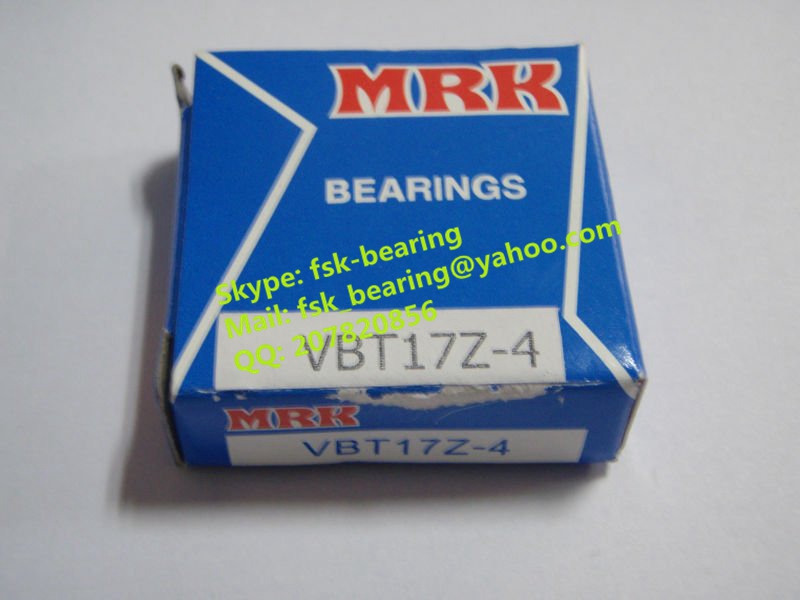 MRK
BEARINGS
Skype: fsk-bearing
Mail: fsk_bearing@yahoo.com
QQ: 207820856
VBT17Z-4
MRK
VBT17Z-4